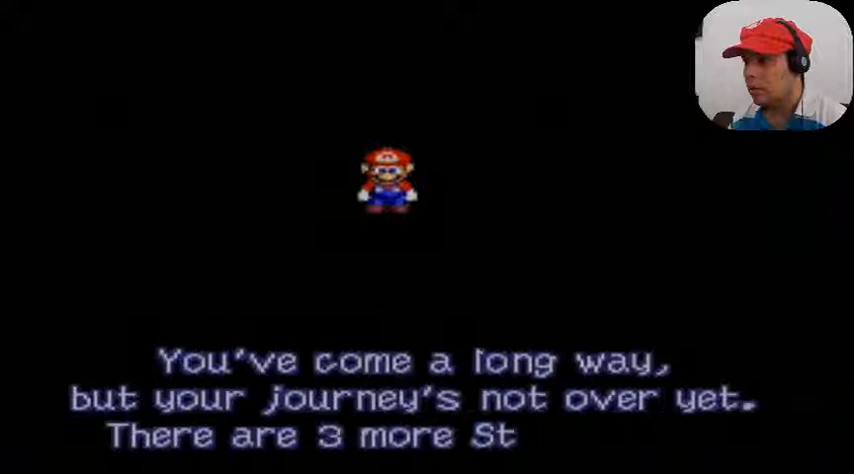 You've come a long way,
but your journey's not over yet.
There are 3 more St